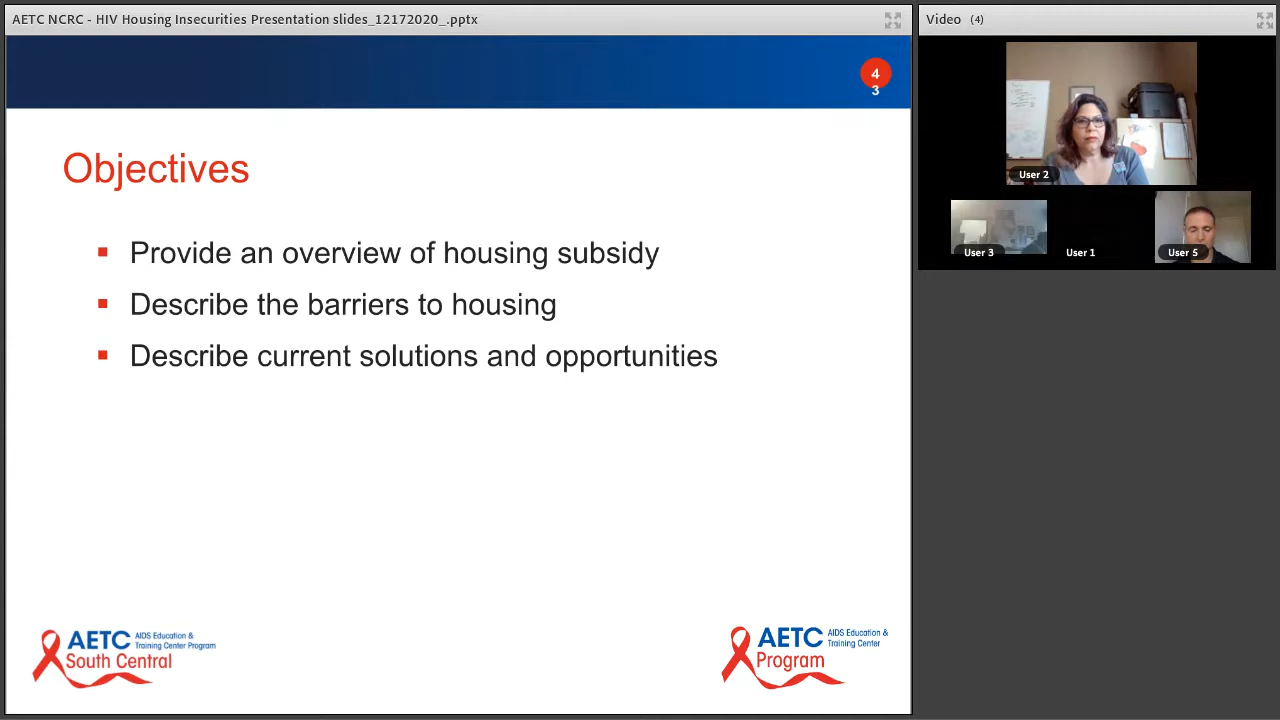 AETC NCRC - HIV Housing Insecurities Presentation slides_12172020_.pptx
Video (4)
4
3
Objectives
Provide an overview of housing subsidy
Describe the barriers to housing
Describe current solutions and opportunities
AETC AIDS Education &
Training Center Program
South Central
AETC AIDS Education &
Training Center
Program
User 2
User 3
User 1
User 5